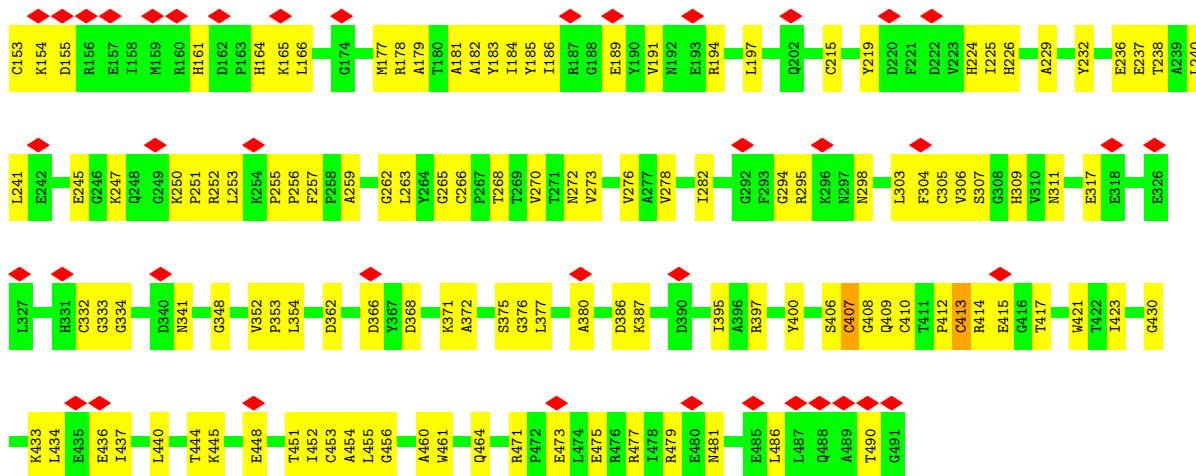 C153 K154 D155 R156 E157 I158 M159 R160 H161 D162 P163 H164 K165 L166 G174 M177 R178 A179 T180 A181 A182 Y183 I184 Y185 I186 R187 G188 E189 Y190 V191 N192 E193 R194 L197 Q202 C215 Y219 D220 F221 D222 V223 H224 I225 H226 A229 Y232 E236 E237 T238 A239 L240
L241 E242 E245 G246 K247 Q248 G249 K250 P251 R252 L253 K254 P255 P256 F257 P258 A259 G262 L263 Y264 G265 C266 P267 T268 T269 V270 T271 N272 V273 V276 A277 V278 I282 G292 F293 G294 R295 K296 N297 N298 L303 F304 C305 V306 S307 G308 H309 V310 N311 E317 E318 E326
L327 H331 C332 G333 G334 D340 N341 G348 V352 P353 L354 D362 D366 Y367 D368 K371 A372 S375 G376 L377 A380 D386 K387 D390 I395 A396 R397 Y400 S406 C407 G408 Q409 C410 T411 P412 C413 R414 E415 G416 T417 W421 T422 I423 G430
K433 L434 E435 E436 I437 L440 T444 K445 E448 T451 I452 C453 A454 L455 G456 A460 W461 Q464 R471 P472 E473 L474 E475 R476 R477 I478 R479 E480 N481 E485 L486 L487 Q488 A489 T490 G491